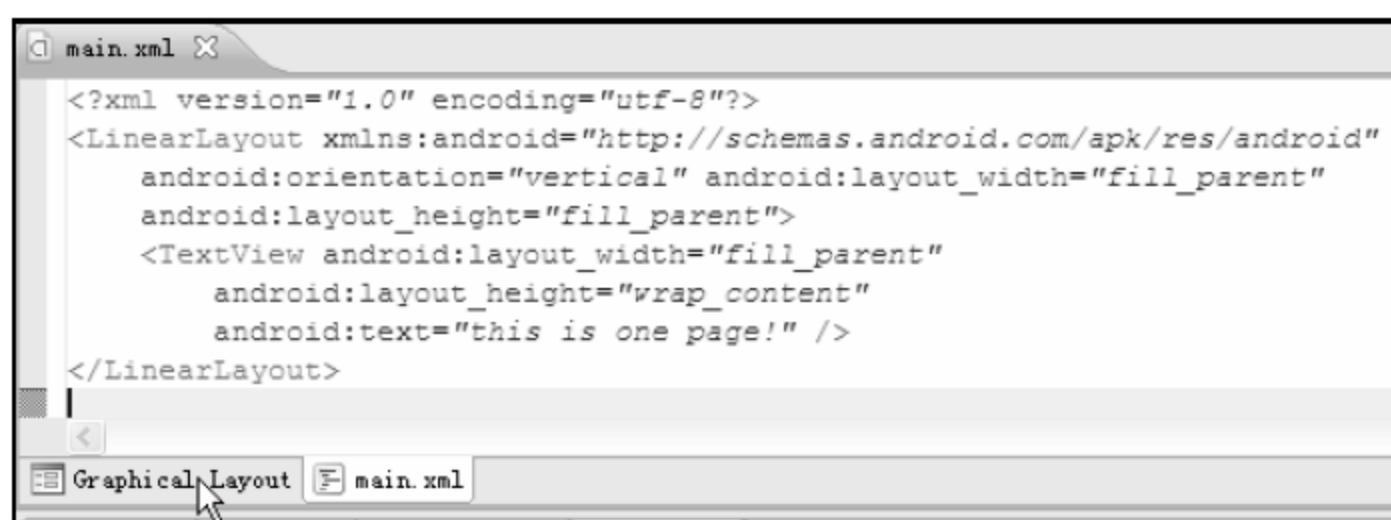 main.xml
<?xml version="1.0" encoding="utf-8"?>
<LinearLayout xmlns:android="http://schemas.android.com/apk/res/android"
    android:orientation="vertical" android:layout_width="fill_parent"
    android:layout_height="fill_parent">
    <TextView android:layout_width="fill_parent"
        android:layout_height="wrap_content"
        android:text="this is one page!" />
</LinearLayout>
Graphical Layout main.xml